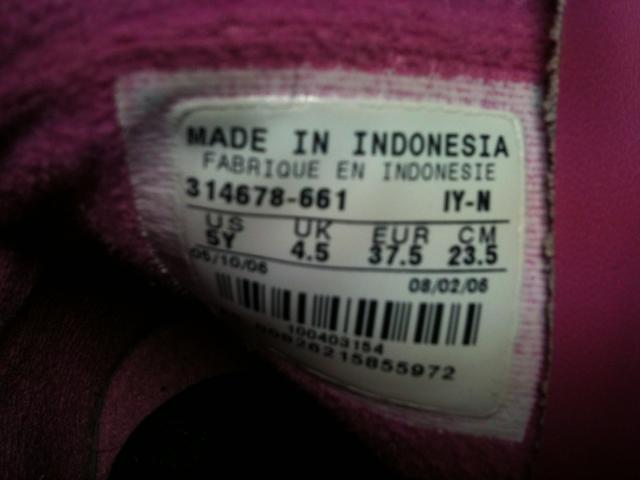 MADE IN INDONESIA
FABRIQUE EN INDONESIE
314678-661 IY-N
US UK EUR CM
5Y 4.5 37.5 23.5
05/10/06 08/02/06
100403154
00826215855972